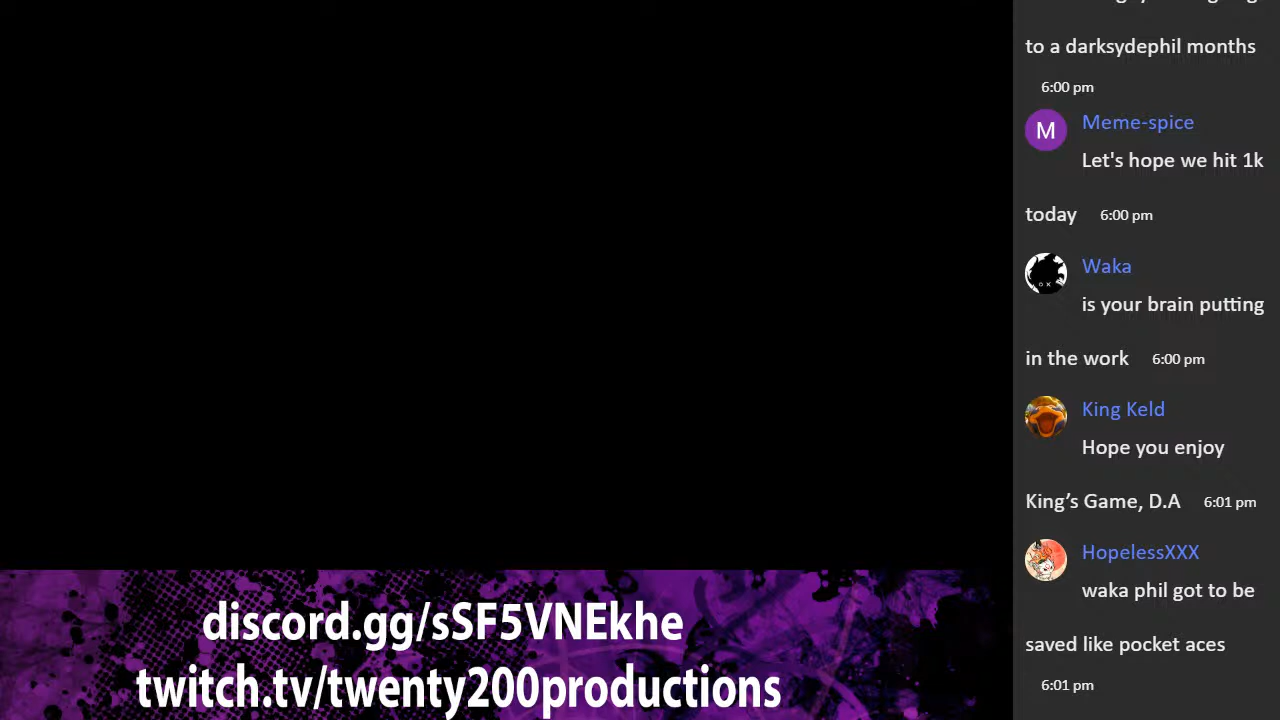 to a darksydephil months
6:00 pm
M
Meme-spice
Let's hope we hit 1k
today 6:00 pm
Waka
is your brain putting
in the work 6:00 pm
King Keld
Hope you enjoy
King’s Game, D.A 6:01 pm
HopelessXXX
waka phil got to be
saved like pocket aces
6:01 pm
discord.gg/sSF5VNEkhe
twitch.tv/twenty200productions